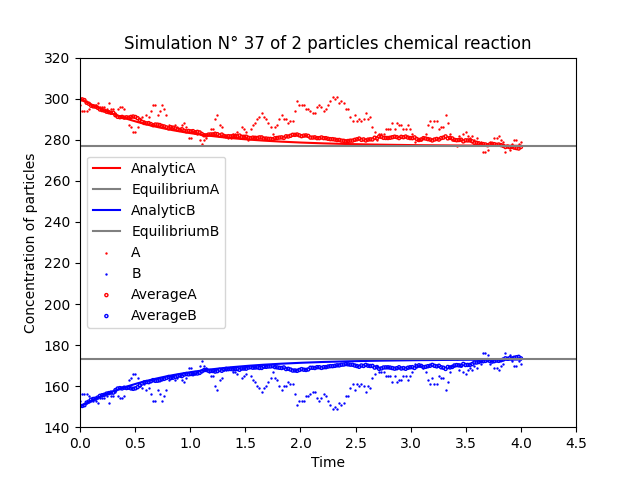 Simulation N° 37 of 2 particles chemical reaction
Concentration of particles
320
300
280
260
240
220
200
180
160
140
AnalyticA
EquilibriumA
AnalyticB
EquilibriumB
A
B
AverageA
AverageB
0.0 0.5 1.0 1.5 2.0 2.5 3.0 3.5 4.0 4.5
Time